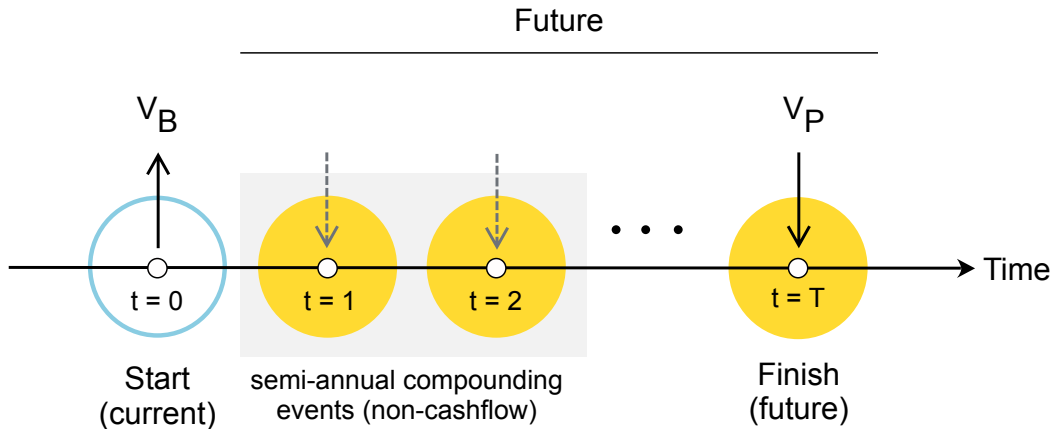 Future
V_B
V_P
• • •
Time
t = 0
t = 1
t = 2
t = T
Start
(current)
semi-annual compounding
events (non-cashflow)
Finish
(future)